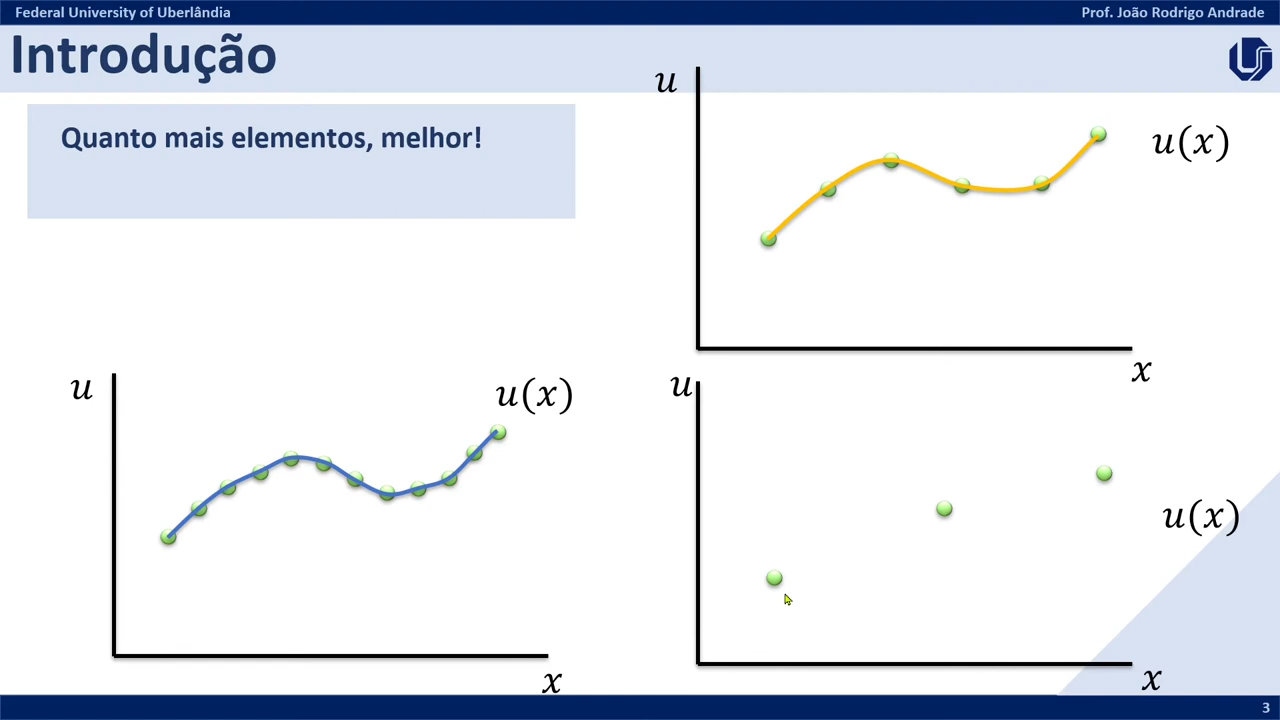 Federal University of Uberlândia
Prof. João Rodrigo Andrade
Introdução
Quanto mais elementos, melhor!
u
u(x)
x
u
u(x)
x
u
u(x)
x
3